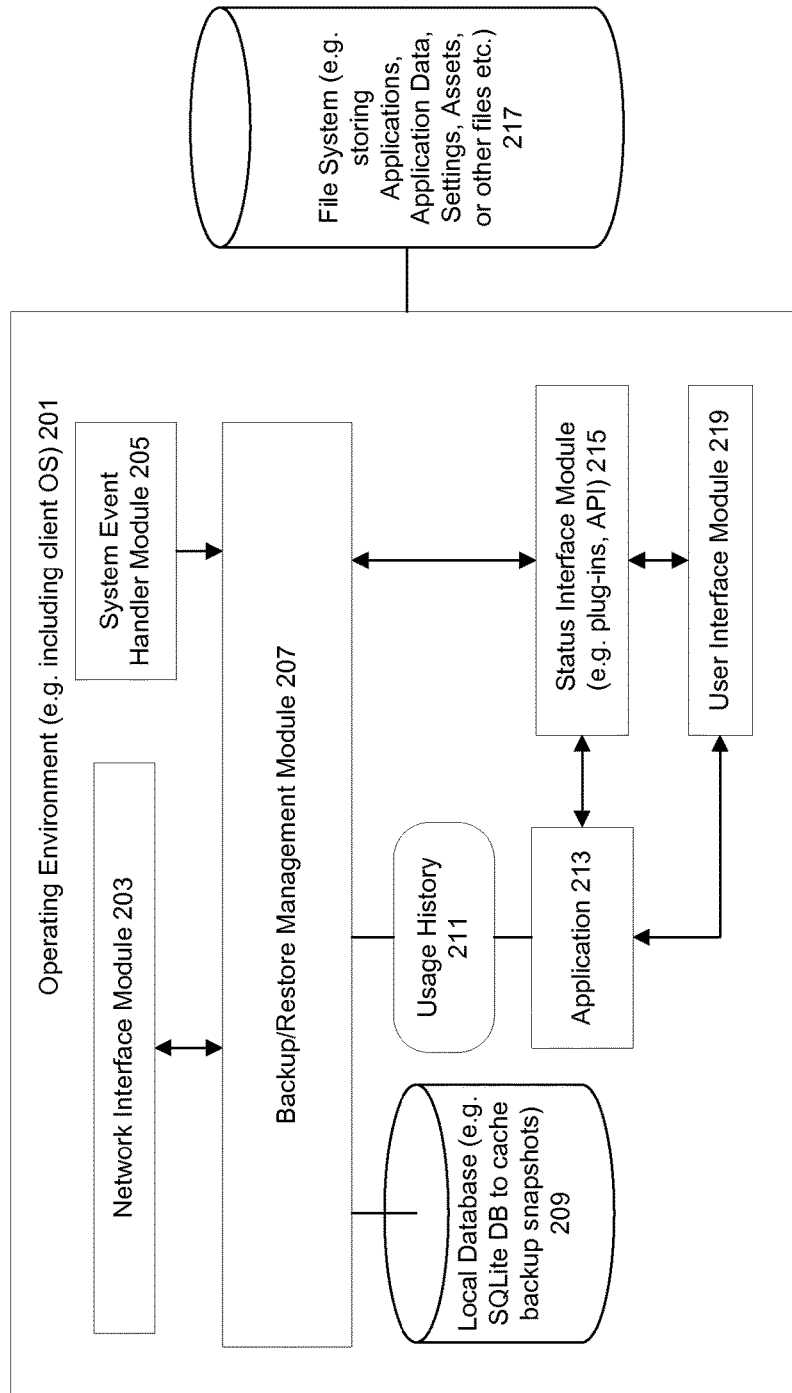 Operating Environment (e.g. including client OS) 201
Network Interface Module 203
System Event
Handler Module 205
Backup/Restore Management Module 207
Local Database (e.g.
SQLite DB to cache
backup snapshots)
209
Usage History
211
Application 213
Status Interface Module
(e.g. plug-ins, API) 215
User Interface Module 219
File System (e.g.
storing
Applications,
Application Data,
Settings, Assets,
or other files etc.)
217